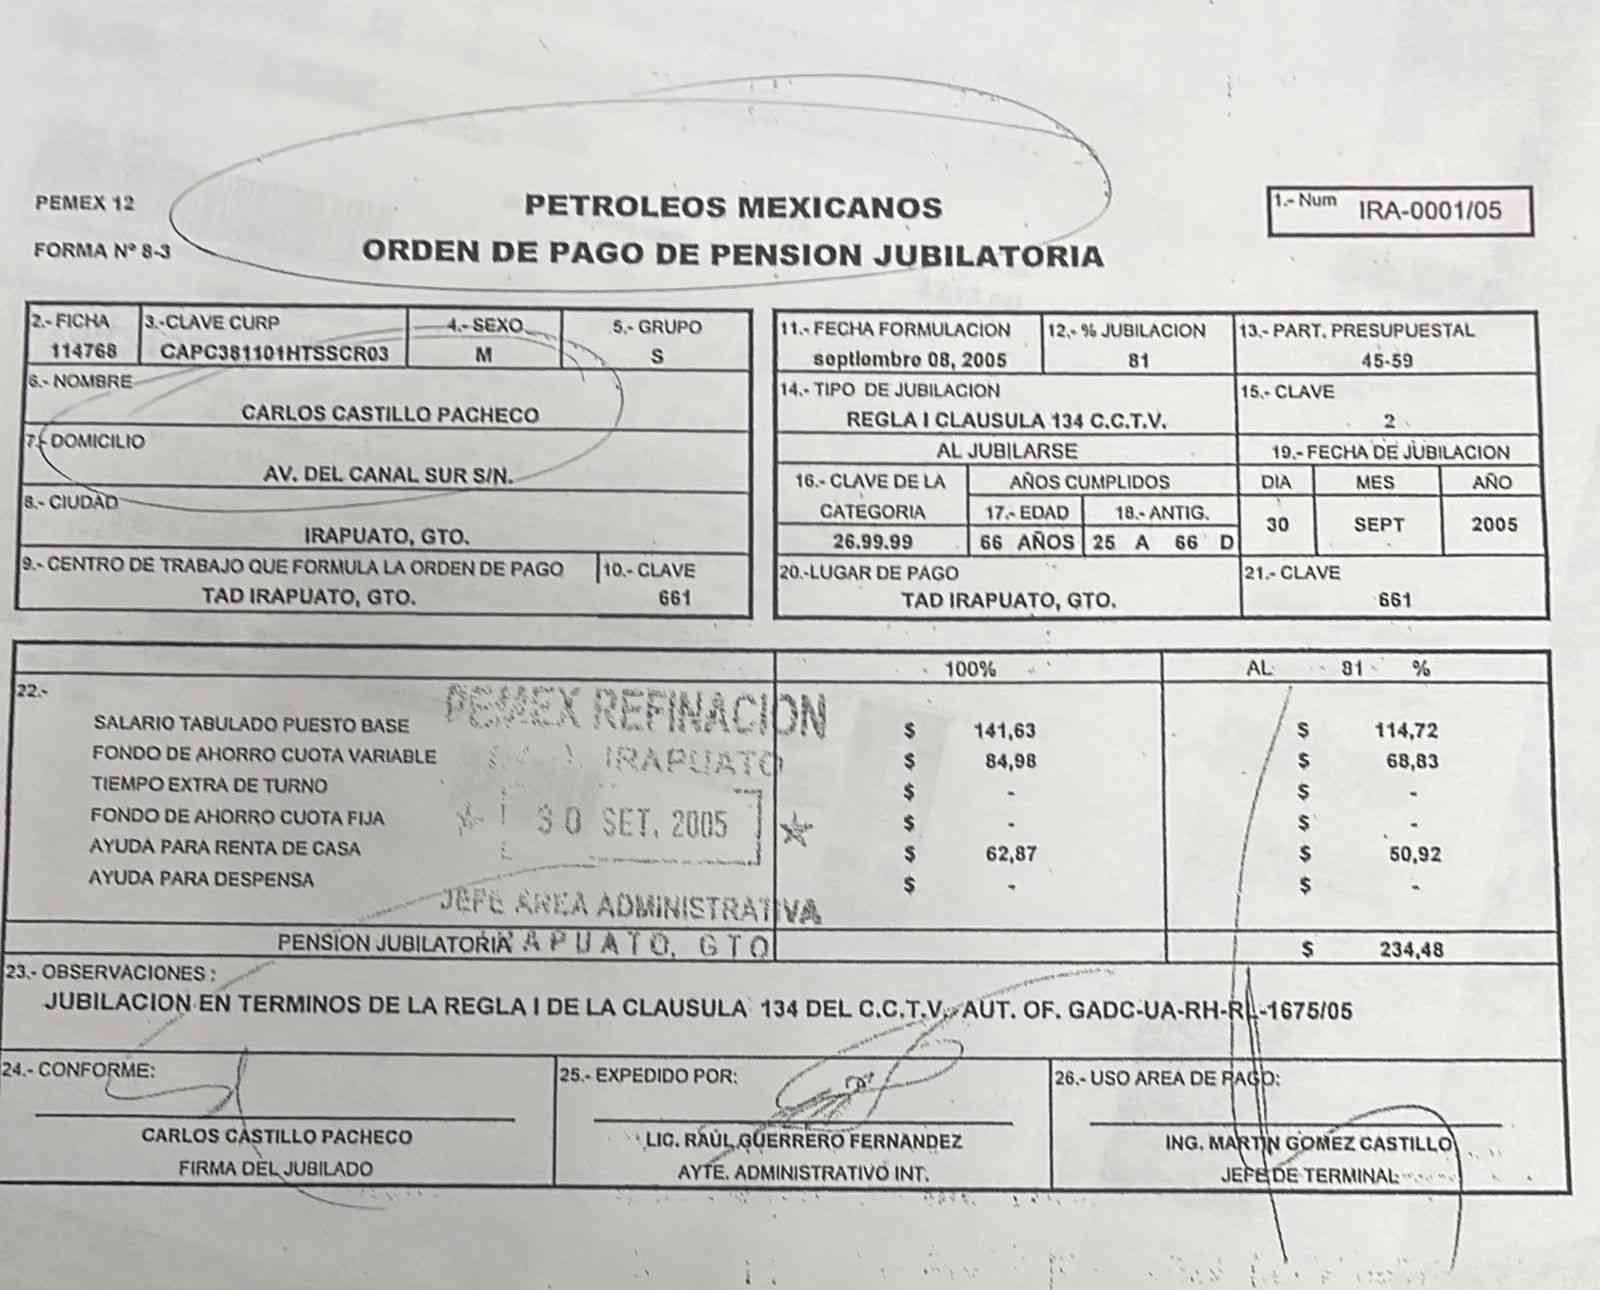 PEMEX 12
PETROLEOS MEXICANOS
1.- Num IRA-0001/05
FORMA Nº 8-3
ORDEN DE PAGO DE PENSION JUBILATORIA
2.- FICHA 3.-CLAVE CURP 4.- SEXO 5.- GRUPO
114768 CAPC381101HTSSCR03 M S
6.- NOMBRE
CARLOS CASTILLO PACHECO
7.- DOMICILIO
AV. DEL CANAL SUR S/N.
8.- CIUDAD
IRAPUATO, GTO.
9.- CENTRO DE TRABAJO QUE FORMULA LA ORDEN DE PAGO 10.- CLAVE
TAD IRAPUATO, GTO. 661
11.- FECHA FORMULACION 12.- % JUBILACION 13.- PART. PRESUPUESTAL
septiembre 08, 2005 81 45-59
14.- TIPO DE JUBILACION 15.- CLAVE
REGLA I CLAUSULA 134 C.C.T.V. 2
AL JUBILARSE 19.- FECHA DE JUBILACION
16.- CLAVE DE LA CATEGORIA AÑOS CUMPLIDOS DIA MES AÑO
17.- EDAD 18.- ANTIG.
26.99.99 66 AÑOS 25 A 66 D 30 SEPT 2005
20.-LUGAR DE PAGO 21.- CLAVE
TAD IRAPUATO, GTO. 661
100% AL 81 %
22.-
SALARIO TABULADO PUESTO BASE $ 141,63 $ 114,72
FONDO DE AHORRO CUOTA VARIABLE $ 84,98 $ 68,83
TIEMPO EXTRA DE TURNO $ - $ -
FONDO DE AHORRO CUOTA FIJA $ - $ -
AYUDA PARA RENTA DE CASA $ 62,87 $ 50,92
AYUDA PARA DESPENSA $ - $ -
PEMEX REFINACION
IRAPUATO
30 SET. 2005
JEFE AREA ADMINISTRATIVA
APUATO, GTO
PENSION JUBILATORIA $ 234,48
23.- OBSERVACIONES :
JUBILACION EN TERMINOS DE LA REGLA I DE LA CLAUSULA 134 DEL C.C.T.V. AUT. OF. GADC-UA-RH-RL-1675/05
24.- CONFORME: 25.- EXPEDIDO POR: 26.- USO AREA DE PAGO:
CARLOS CASTILLO PACHECO LIC. RAÚL GUERRERO FERNANDEZ ING. MARTIN GOMEZ CASTILLO
FIRMA DEL JUBILADO AYTE. ADMINISTRATIVO INT. JEFE DE TERMINAL